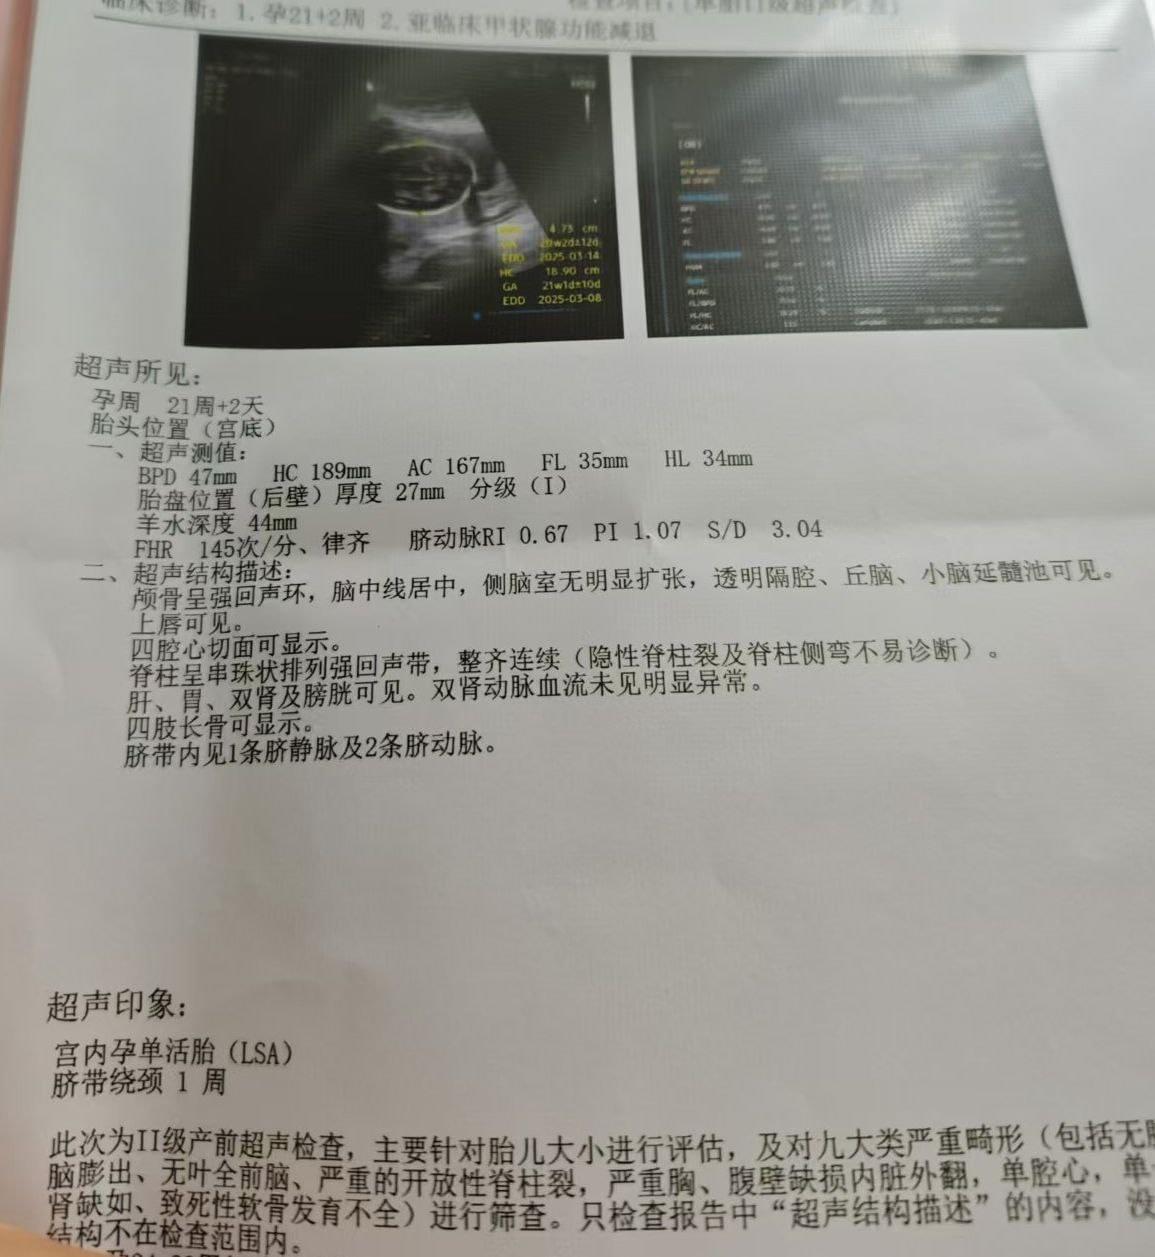 临床诊断: 1.孕21+2周 2.亚临床甲状腺功能减退
4.73 cm
20w2d±12d
EDD 2025-03-14
HC 18.90 cm
GA 21w1d±10d
EDD 2025-03-08
超声所见:
孕周 21周+2天
胎头位置（宫底）
一、超声测值:
BPD 47mm HC 189mm AC 167mm FL 35mm HL 34mm
胎盘位置（后壁）厚度 27mm 分级（I）
羊水深度 44mm
FHR 145次/分、律齐 脐动脉RI 0.67 PI 1.07 S/D 3.04
二、超声结构描述:
颅骨呈强回声环，脑中线居中，侧脑室无明显扩张，透明隔腔、丘脑、小脑延髓池可见。
上唇可见。
四腔心切面可显示。
脊柱呈串珠状排列强回声带，整齐连续（隐性脊柱裂及脊柱侧弯不易诊断）。
肝、胃、双肾及膀胱可见。双肾动脉血流未见明显异常。
四肢长骨可显示。
脐带内见1条脐静脉及2条脐动脉。
超声印象:
宫内孕单活胎（LSA）
脐带绕颈 1 周
此次为II级产前超声检查，主要针对胎儿大小进行评估，及对九大类严重畸形（包括无
脑膨出、无叶全前脑、严重的开放性脊柱裂，严重胸、腹壁缺损内脏外翻，单腔心，单
肾缺如、致死性软骨发育不全）进行筛查。只检查报告中“超声结构描述”的内容，没
结构不在检查范围内。